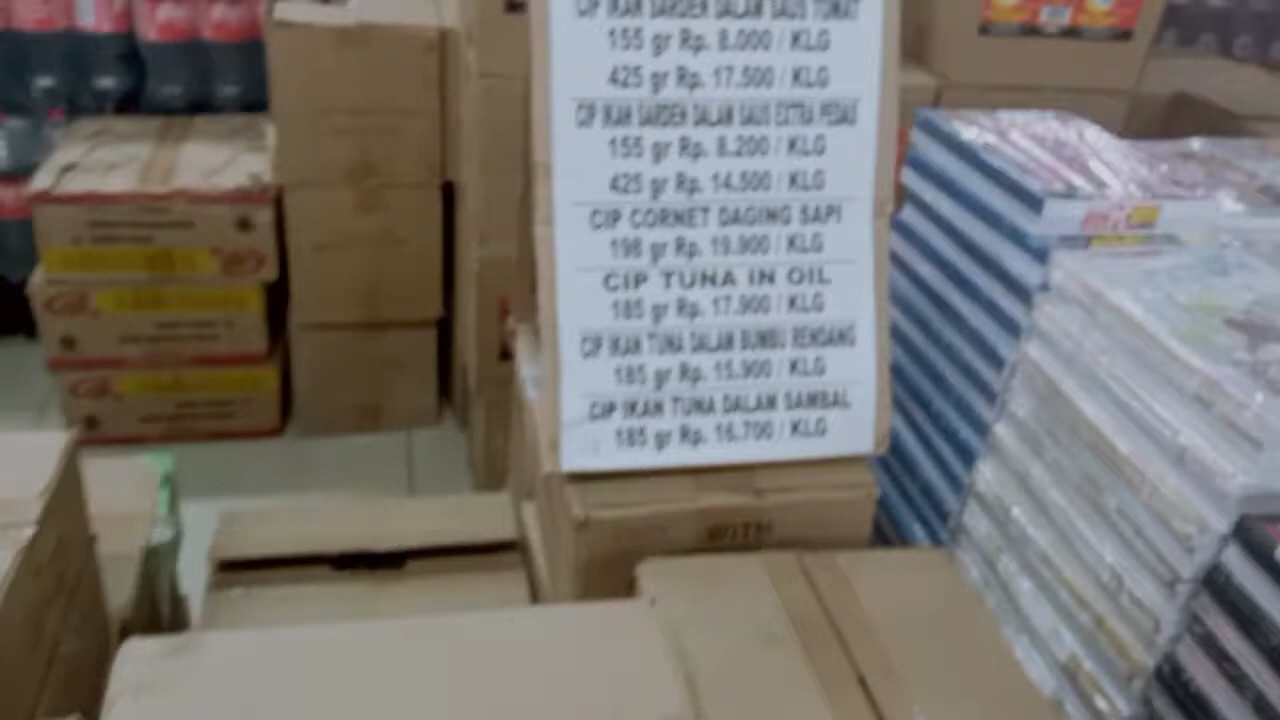 CIP IKAN SARDEN DALAM SAUS TOMAT
155 gr Rp. 8.000 / KLG
425 gr Rp. 17.500 / KLG
CIP IKAN SARDEN DALAM SAUS EXTRA PEDAS
155 gr Rp. 8.200 / KLG
425 gr Rp. 14.500 / KLG
CIP CORNET DAGING SAPI
198 gr Rp. 19.900 / KLG
CIP TUNA IN OIL
185 gr Rp. 17.900 / KLG
CIP IKAN TUNA DALAM BUMBU RENDANG
185 gr Rp. 15.900 / KLG
CIP IKAN TUNA DALAM SAMBAL
185 gr Rp. 16.700 / KLG